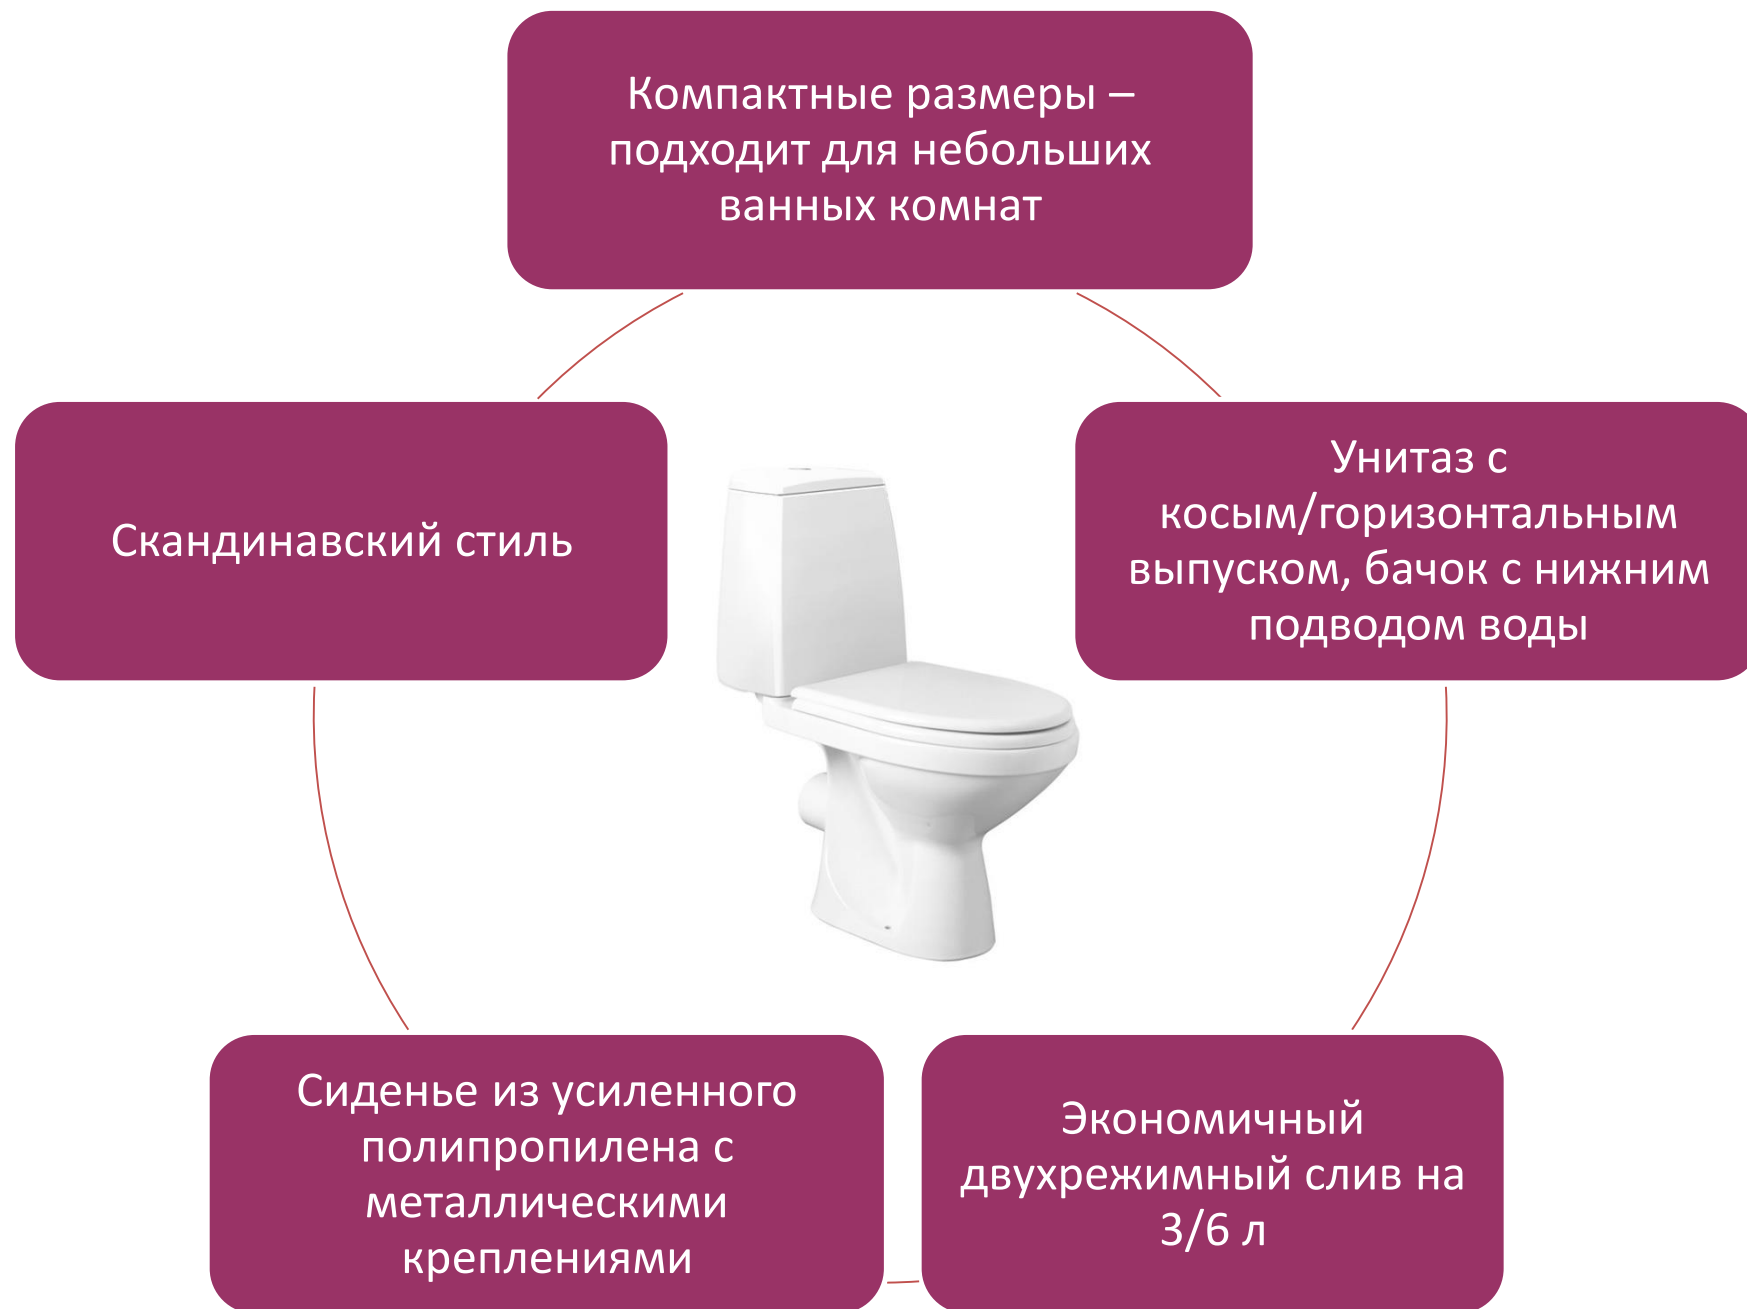 Компактные размеры –
подходит для небольших
ванных комнат
Скандинавский стиль
Унитаз с
косым/горизонтальным
выпуском, бачок с нижним
подводом воды
Сиденье из усиленного
полипропилена с
металлическими
креплениями
Экономичный
двухрежимный слив на
3/6 л